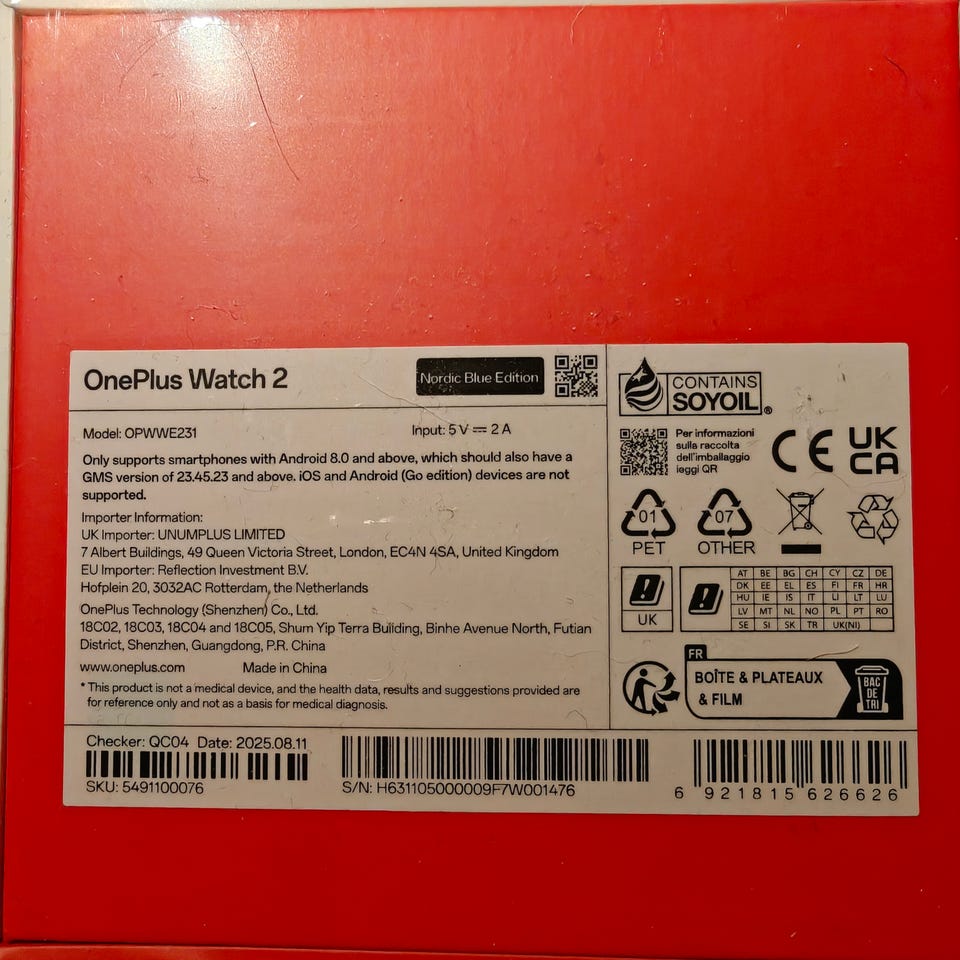 OnePlus Watch 2
Nordic Blue Edition
Model: OPWWE231
Input: 5 V ⎓ 2 A
Only supports smartphones with Android 8.0 and above, which should also have a
GMS version of 23.45.23 and above. iOS and Android (Go edition) devices are not
supported.
Importer Information:
UK Importer: UNUMPLUS LIMITED
7 Albert Buildings, 49 Queen Victoria Street, London, EC4N 4SA, United Kingdom
EU Importer: Reflection Investment B.V.
Hofplein 20, 3032AC Rotterdam, the Netherlands
OnePlus Technology (Shenzhen) Co., Ltd.
18C02, 18C03, 18C04 and 18C05, Shum Yip Terra Building, Binhe Avenue North, Futian
District, Shenzhen, Guangdong, P.R. China
www.oneplus.com
Made in China
* This product is not a medical device, and the health data, results and suggestions provided are
for reference only and not as a basis for medical diagnosis.
CONTAINS
SOYOIL®
Per informazioni
sulla raccolta
dell'imballaggio
leggi QR
CE
UK
CA
01
PET
07
OTHER
UK
AT BE BG CH CY CZ DE
DK EE EL ES FI FR HR
HU IE IS IT LI LT LU
LV MT NL NO PL PT RO
SE SI SK TR UK(NI)
FR
BOÎTE & PLATEAUX
& FILM
BAC
DE
TRI
Checker: QC04 Date: 2025.08.11
SKU: 5491100076
S/N: H631105000009F7W001476
6 921815 626626